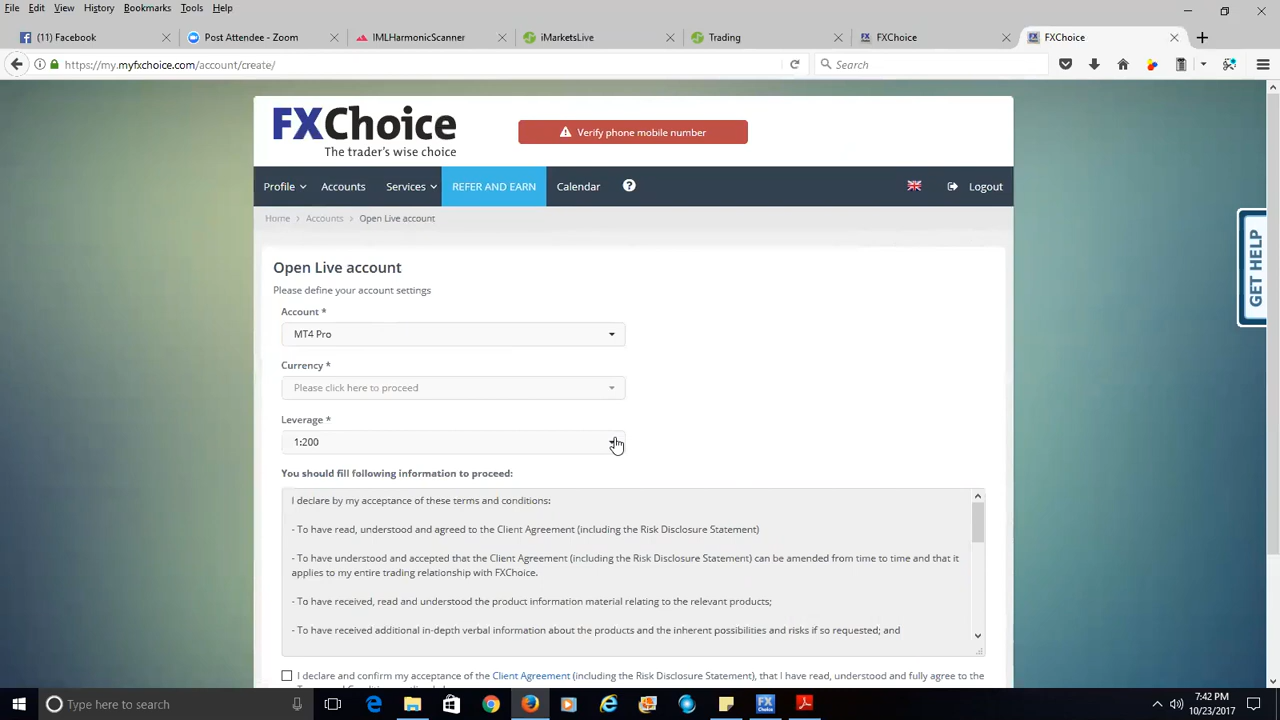 File Edit View History Bookmarks Tools Help
Facebook Post Attendee - Zoom IMLHarmonicScanner iMarketsLive Trading FXChoice FXChoice
https://my.myfxchoice.com/account/create/ Search
FXChoice
The trader's wise choice
Verify phone mobile number
Profile Accounts Services REFER AND EARN Calendar Logout
Home > Accounts > Open Live account
GET HELP
Open Live account
Please define your account settings
Account *
MT4 Pro
Currency *
Please click here to proceed
Leverage *
1:200
You should fill following information to proceed:
I declare by my acceptance of these terms and conditions:
- To have read, understood and agreed to the Client Agreement (including the Risk Disclosure Statement)
- To have understood and accepted that the Client Agreement (including the Risk Disclosure Statement) can be amended from time to time and that it
applies to my entire trading relationship with FXChoice.
- To have received, read and understood the product information material relating to the relevant products;
- To have received additional in-depth verbal information about the products and the inherent possibilities and risks if so requested; and
I declare and confirm my acceptance of the Client Agreement (including the Risk Disclosure Statement), that I have read, understood and fully agree to the
Type here to search
7:42 PM
10/23/2017